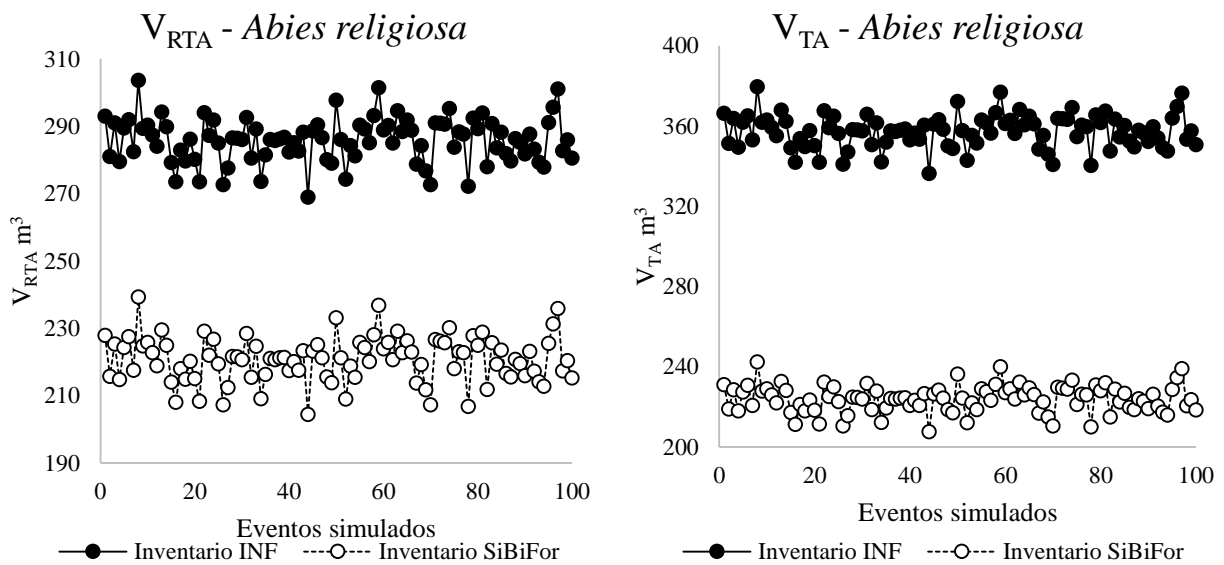 V_RTA - Abies religiosa
310
290
270
250
230
210
190
V_RTA m³
0 20 40 60 80 100
Eventos simulados
Inventario INF Inventario SiBiFor
V_TA - Abies religiosa
400
360
320
280
240
200
V_TA m³
0 20 40 60 80 100
Eventos simulados
Inventario INF Inventario SiBiFor